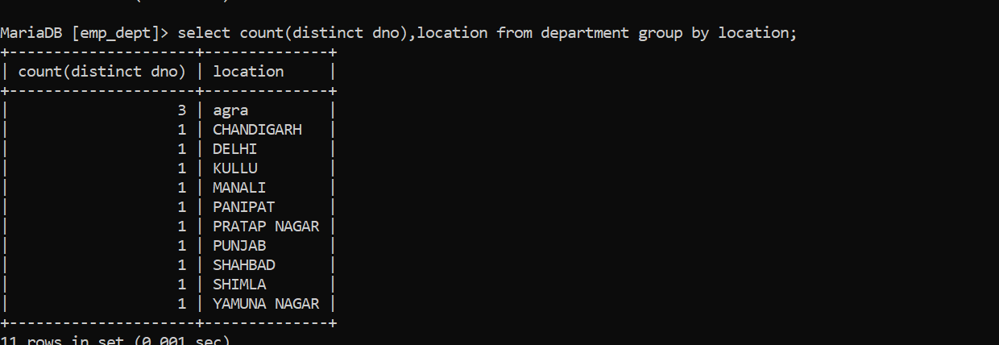 MariaDB [emp_dept]> select count(distinct dno),location from department group by location;
+---------------------+--------------+
| count(distinct dno) | location     |
+---------------------+--------------+
|                   3 | agra         |
|                   1 | CHANDIGARH   |
|                   1 | DELHI        |
|                   1 | KULLU        |
|                   1 | MANALI       |
|                   1 | PANIPAT      |
|                   1 | PRATAP NAGAR |
|                   1 | PUNJAB       |
|                   1 | SHAHBAD      |
|                   1 | SHIMLA       |
|                   1 | YAMUNA NAGAR |
+---------------------+--------------+
11 rows in set (0.001 sec)